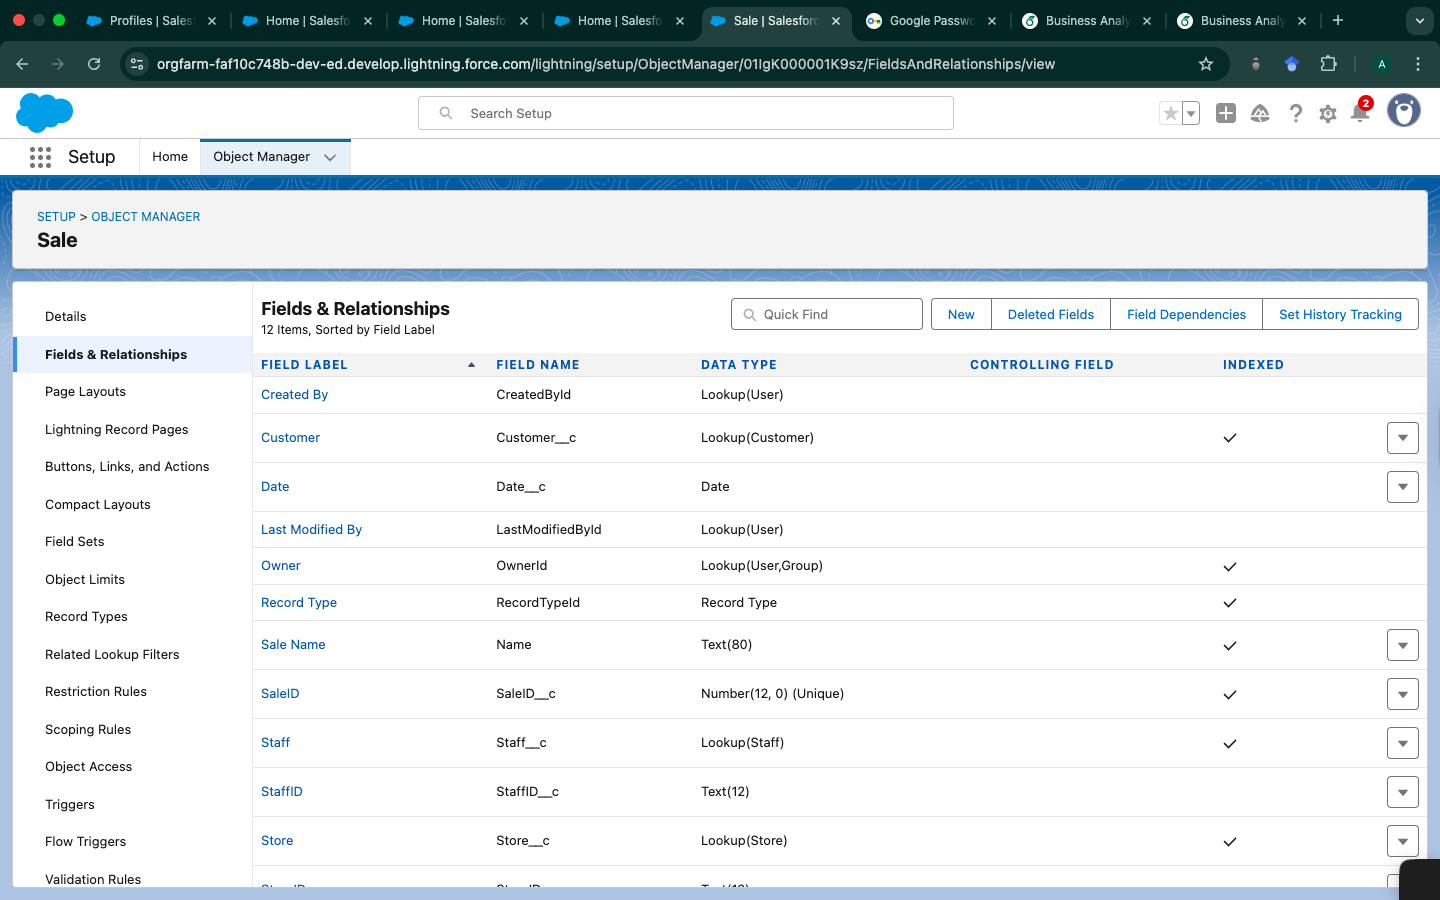 Profiles | Sales
Home | Salesfo
Home | Salesfo
Home | Salesfo
Sale | Salesforc
Google Passwo
Business Analy
Business Analy
orgfarm-faf10c748b-dev-ed.develop.lightning.force.com/lightning/setup/ObjectManager/01IgK000001K9sz/FieldsAndRelationships/view
A
Search Setup
2
Setup
Home
Object Manager
SETUP > OBJECT MANAGER
Sale
Details
Fields & Relationships
Page Layouts
Lightning Record Pages
Buttons, Links, and Actions
Compact Layouts
Field Sets
Object Limits
Record Types
Related Lookup Filters
Restriction Rules
Scoping Rules
Object Access
Triggers
Flow Triggers
Validation Rules
Fields & Relationships
12 Items, Sorted by Field Label
Quick Find
New
Deleted Fields
Field Dependencies
Set History Tracking
FIELD LABEL FIELD NAME DATA TYPE CONTROLLING FIELD INDEXED
Created By CreatedById Lookup(User)
Customer Customer__c Lookup(Customer)
Date Date__c Date
Last Modified By LastModifiedById Lookup(User)
Owner OwnerId Lookup(User,Group)
Record Type RecordTypeId Record Type
Sale Name Name Text(80)
SaleID SaleID__c Number(12, 0) (Unique)
Staff Staff__c Lookup(Staff)
StaffID StaffID__c Text(12)
Store Store__c Lookup(Store)